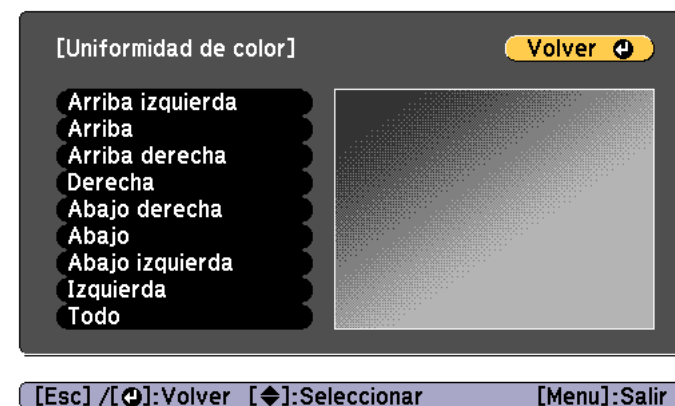 [Uniformidad de color]
Volver
Arriba izquierda
Arriba
Arriba derecha
Derecha
Abajo derecha
Abajo
Abajo izquierda
Izquierda
Todo
[Esc] /[⏎]:Volver [◆]:Seleccionar [Menu]:Salir